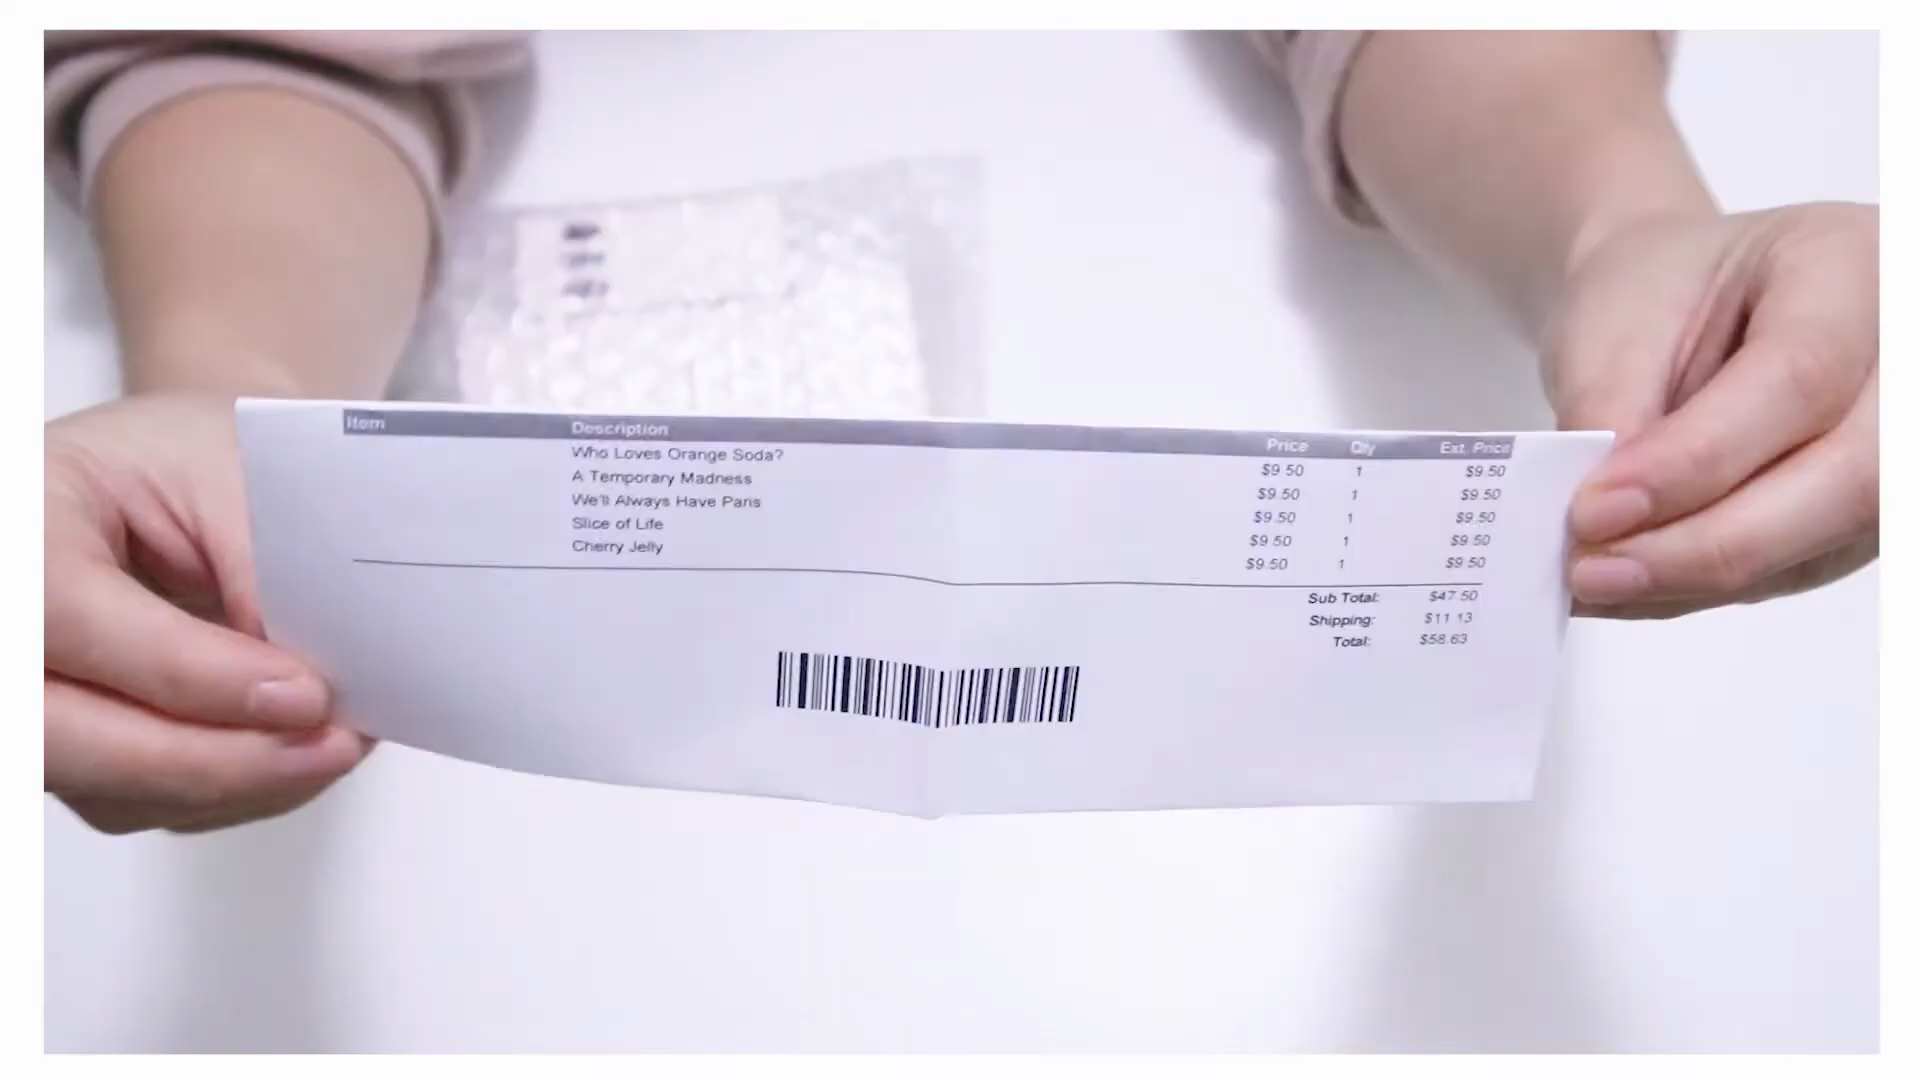 Item Description Price Qty Ext. Price
Who Loves Orange Soda? $9.50 1 $9.50
A Temporary Madness $9.50 1 $9.50
We'll Always Have Paris $9.50 1 $9.50
Slice of Life $9.50 1 $9.50
Cherry Jelly $9.50 1 $9.50
Sub Total: $47.50
Shipping: $11.13
Total: $58.63